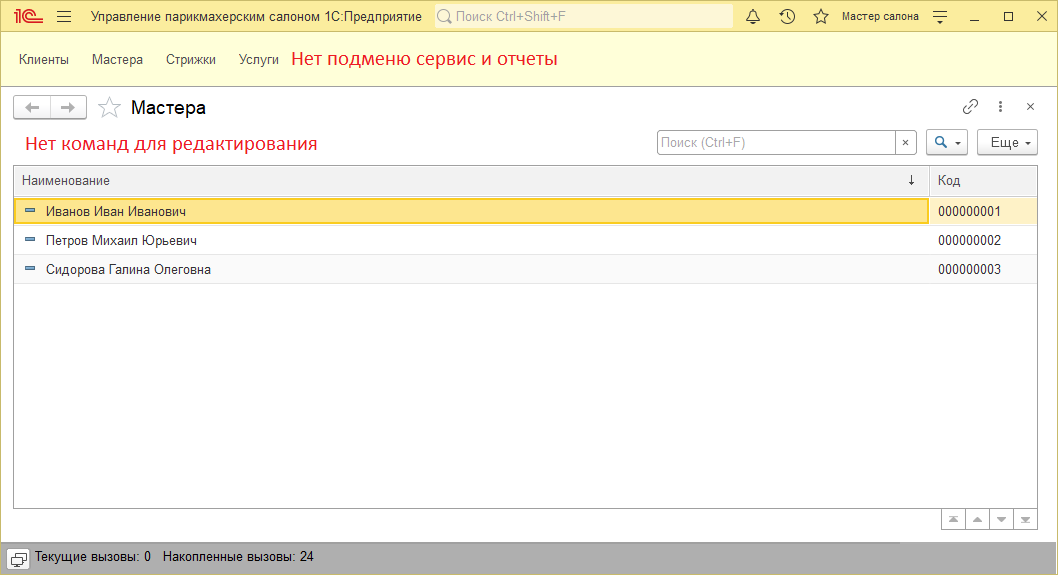 1С Управление парикмахерским салоном 1С:Предприятие Поиск Ctrl+Shift+F Мастер салона
Клиенты Мастера Стрижки Услуги Нет подменю сервис и отчеты
Мастера
Нет команд для редактирования Поиск (Ctrl+F) × Еще
Наименование ↓ Код
Иванов Иван Иванович 000000001
Петров Михаил Юрьевич 000000002
Сидорова Галина Олеговна 000000003
Текущие вызовы: 0 Накопленные вызовы: 24